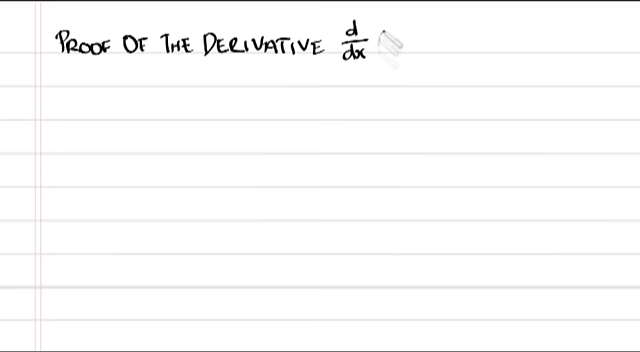 PROOF OF THE DERIVATIVE d/dx